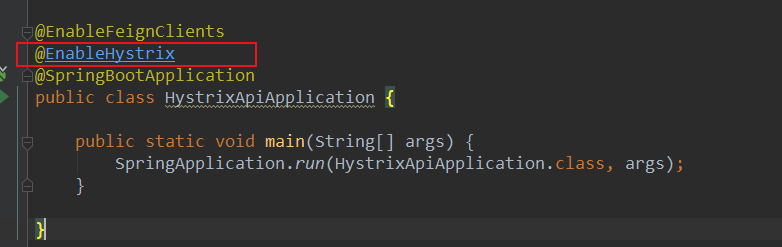 @EnableFeignClients
@EnableHystrix
@SpringBootApplication
public class HystrixApiApplication {
public static void main(String[] args) {
SpringApplication.run(HystrixApiApplication.class, args);
}
}